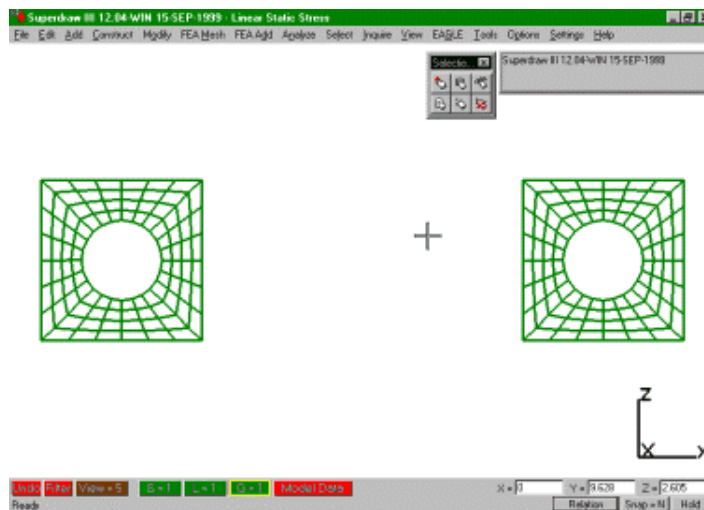 Superdraw III 12.04-WIN 15-SEP-1999 - Linear Static Stress
File Edit Add Construct Modify FEA Mesh FEA Add Analyze Select Inquire View EAGLE Tools Options Settings Help
Selectio...
Superdraw III 12.04-WIN 15-SEP-1999
Z
X
Undo Filter View = 5 S = 1 L = 1 G = 1 Model Data X = 0 Y = 9.628 Z = 2.605
Ready Relation Snap = N Hold